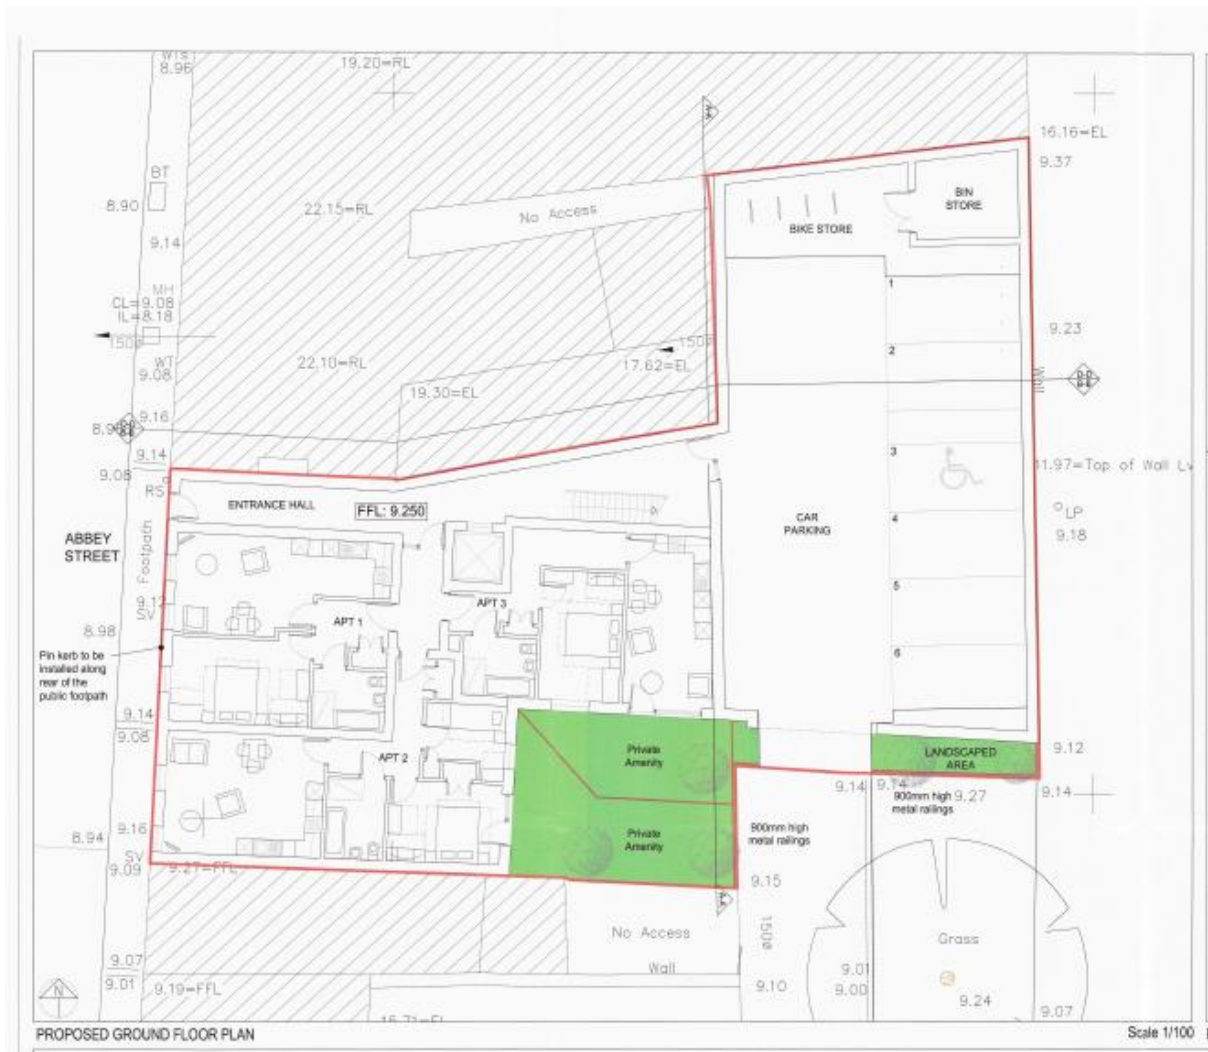 WTs
8.96
19.20=RL
16.16=EL
9.37
BT
8.90
22.15=RL
No Access
BIN
STORE
BIKE STORE
9.14
MH
CL=9.08
IL=8.18
150ø
1
9.23
WT
9.08
22.10=RL
150ø
17.62=EL
2
19.30=EL
Wall
9.16
9.14
9.08
RS
ENTRANCE HALL
FFL: 9.250
3
11.97=Top of Wall Lv
LP
9.18
CAR
PARKING
4
ABBEY
STREET
Footpath
5
9.12
SV
APT 1
APT 3
8.98
6
Pin kerb to be
installed along
rear of the
public footpath
9.14
9.08
Private
Amenity
LANDSCAPED
AREA
9.12
APT 2
9.14
9.14
9.27
9.14
900mm high
metal railings
8.94
9.16
SV
9.09
9.27=FFL
Private
Amenity
900mm high
metal railings
9.15
No Access
150ø
Grass
Wall
9.07
9.01
9.19=FFL
9.10
9.01
9.00
9.24
9.07
N
16.71=EL
PROPOSED GROUND FLOOR PLAN
Scale 1/100